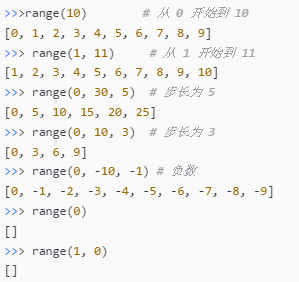 >>>range(10)        # 从 0 开始到 10
[0, 1, 2, 3, 4, 5, 6, 7, 8, 9]
>>> range(1, 11)     # 从 1 开始到 11
[1, 2, 3, 4, 5, 6, 7, 8, 9, 10]
>>> range(0, 30, 5)  # 步长为 5
[0, 5, 10, 15, 20, 25]
>>> range(0, 10, 3)  # 步长为 3
[0, 3, 6, 9]
>>> range(0, -10, -1) # 负数
[0, -1, -2, -3, -4, -5, -6, -7, -8, -9]
>>> range(0)
[]
>>> range(1, 0)
[]